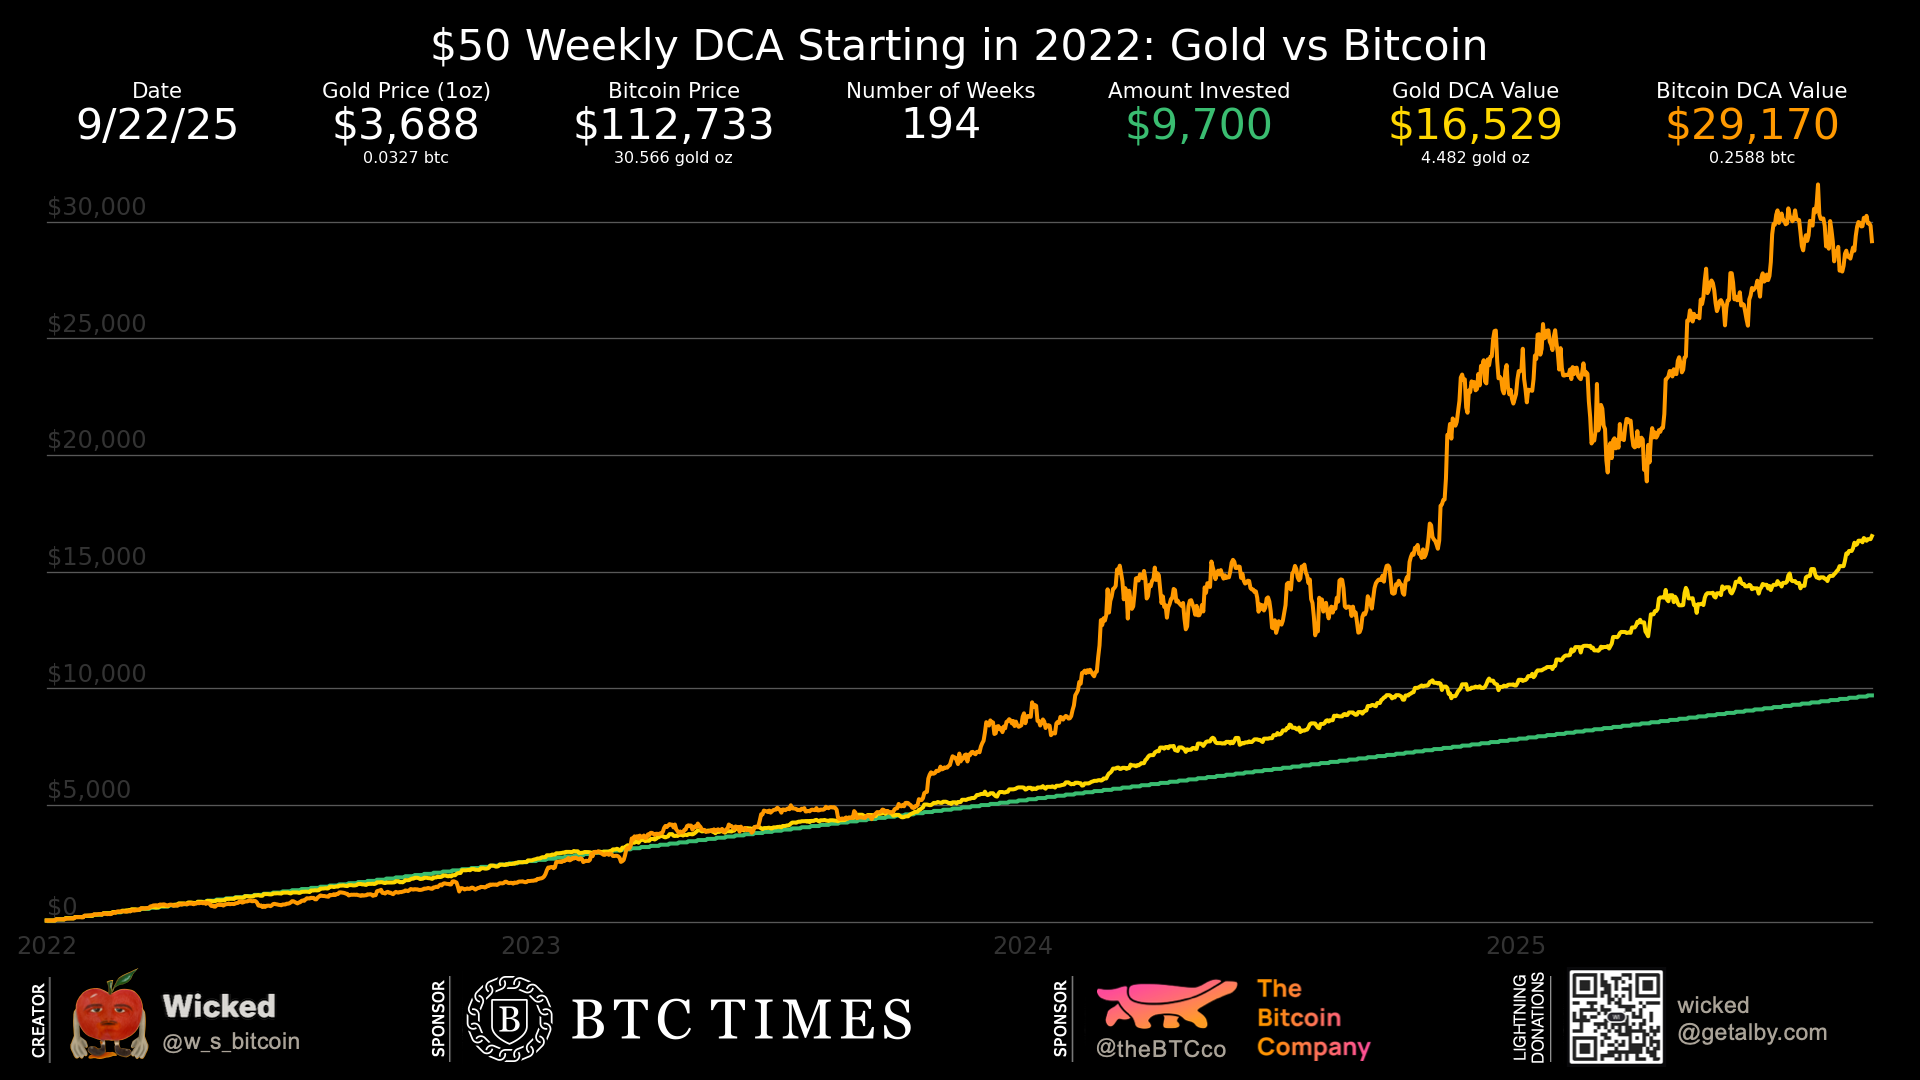 $50 Weekly DCA Starting in 2022: Gold vs Bitcoin
Date
9/22/25
Gold Price (1oz)
$3,688
0.0327 btc
Bitcoin Price
$112,733
30.566 gold oz
Number of Weeks
194
Amount Invested
$9,700
Gold DCA Value
$16,529
4.482 gold oz
Bitcoin DCA Value
$29,170
0.2588 btc
$30,000
$25,000
$20,000
$15,000
$10,000
$5,000
$0
2022
2023
2024
2025
CREATOR
Wicked
@w_s_bitcoin
SPONSOR
B
BTC TIMES
SPONSOR
@theBTCco
The
Bitcoin
Company
LIGHTNING
DONATIONS
wicked
@getalby.com